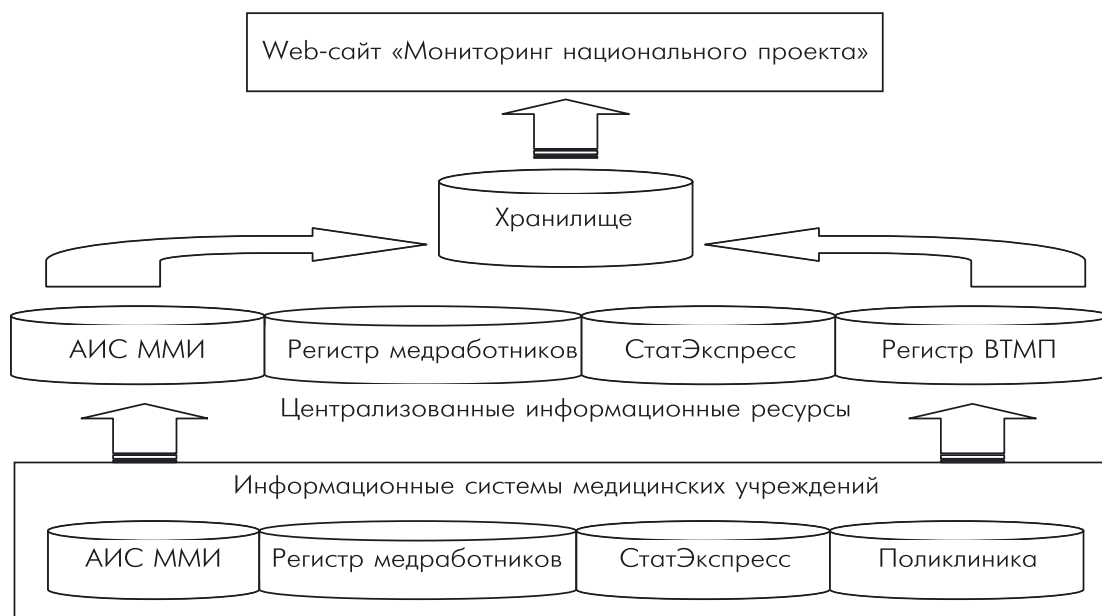 Web-сайт «Мониторинг национального проекта»
Хранилище
АИС ММИ
Регистр медработников
СтатЭкспресс
Регистр ВТМП
Централизованные информационные ресурсы
Информационные системы медицинских учреждений
АИС ММИ
Регистр медработников
СтатЭкспресс
Поликлиника